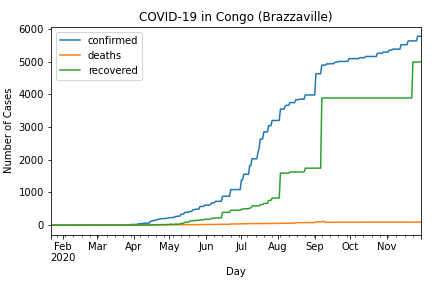 COVID-19 in Congo (Brazzaville)
confirmed
deaths
recovered
Number of Cases
6000
5000
4000
3000
2000
1000
0
Feb Mar Apr May Jun Jul Aug Sep Oct Nov
2020
Day